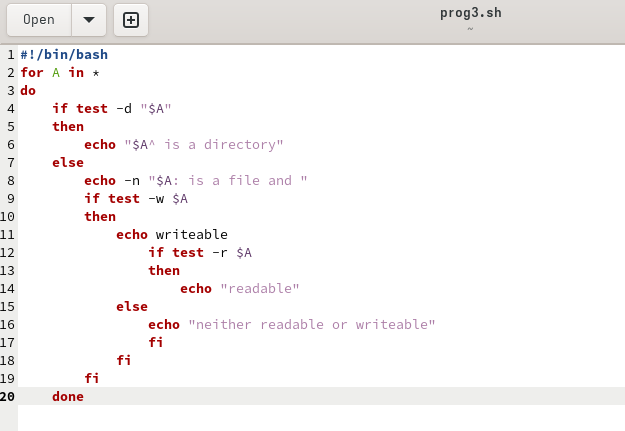 Open
prog3.sh
~
1 #!/bin/bash
2 for A in *
3 do
4     if test -d "$A"
5     then
6         echo "$A^ is a directory"
7     else
8         echo -n "$A: is a file and "
9         if test -w $A
10         then
11             echo writeable
12                 if test -r $A
13                 then
14                     echo "readable"
15             else
16                 echo "neither readable or writeable"
17                 fi
18             fi
19         fi
20     done